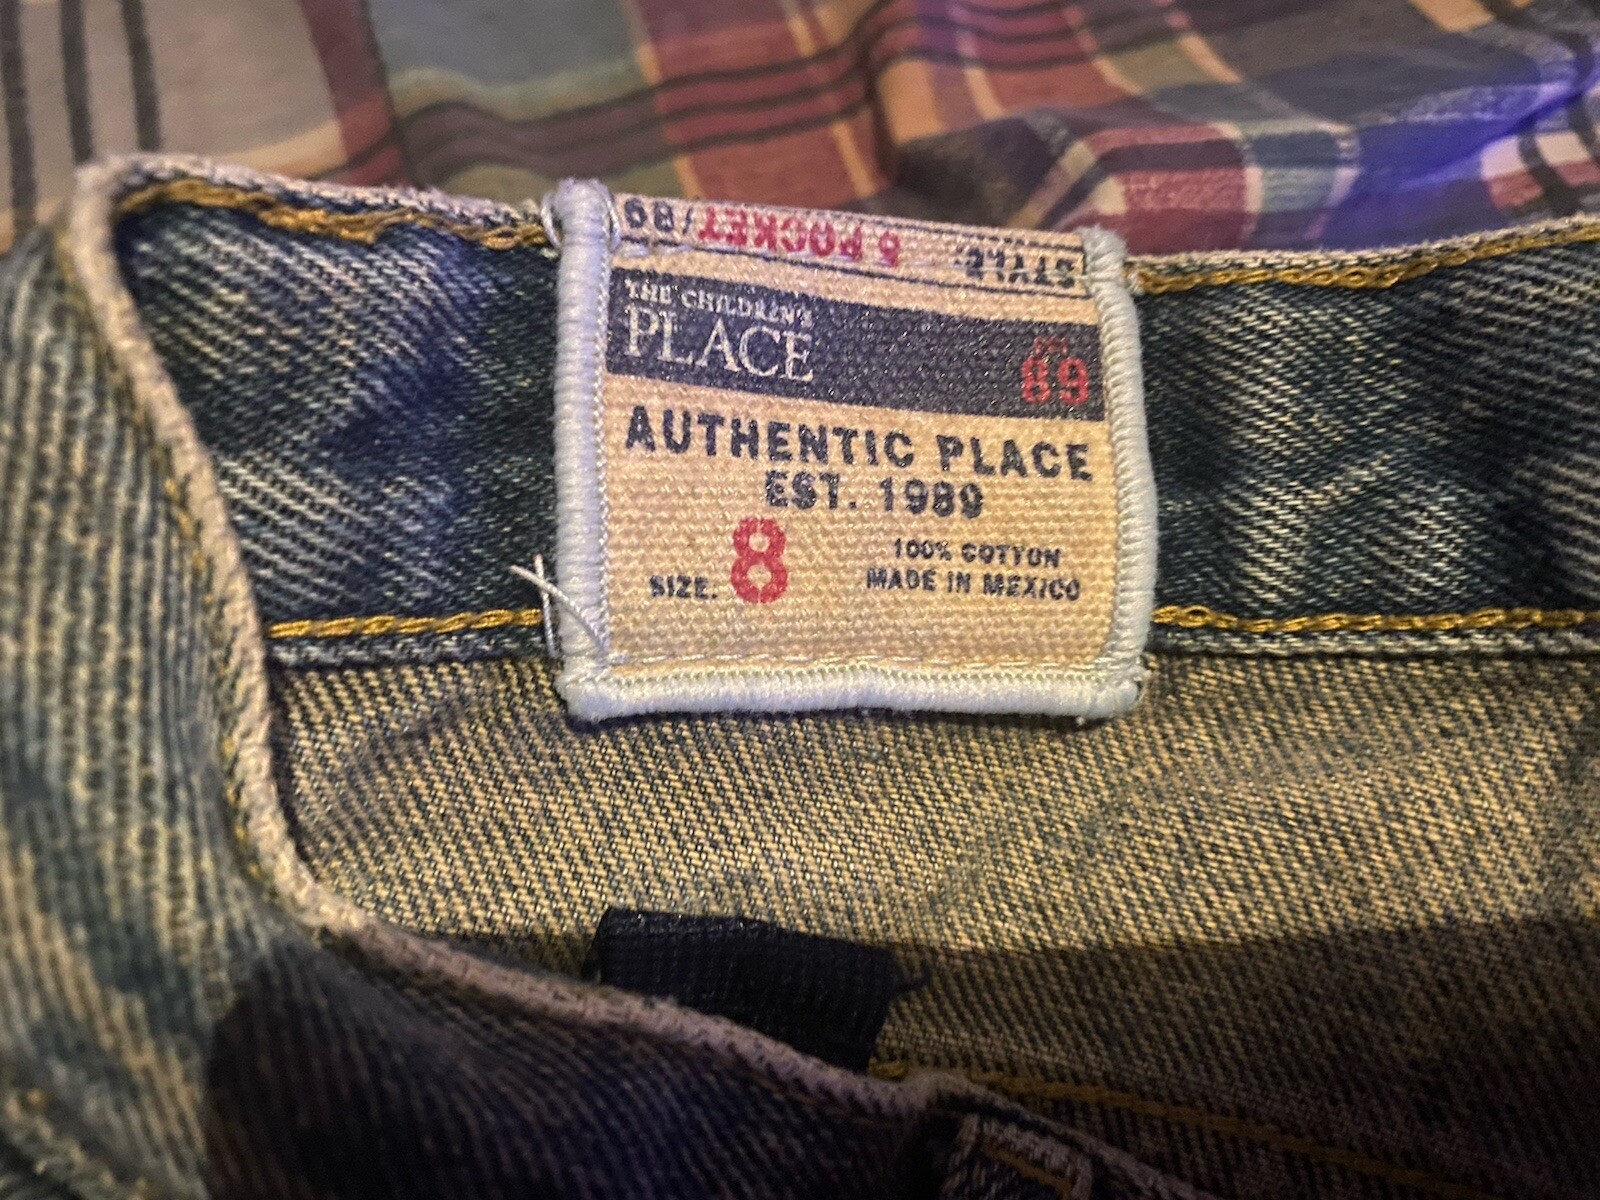 STYLE. 5 POCKET/89
THE CHILDREN'S
PLACE
89
AUTHENTIC PLACE
EST. 1989
SIZE. 8
100% COTTON
MADE IN MEXICO